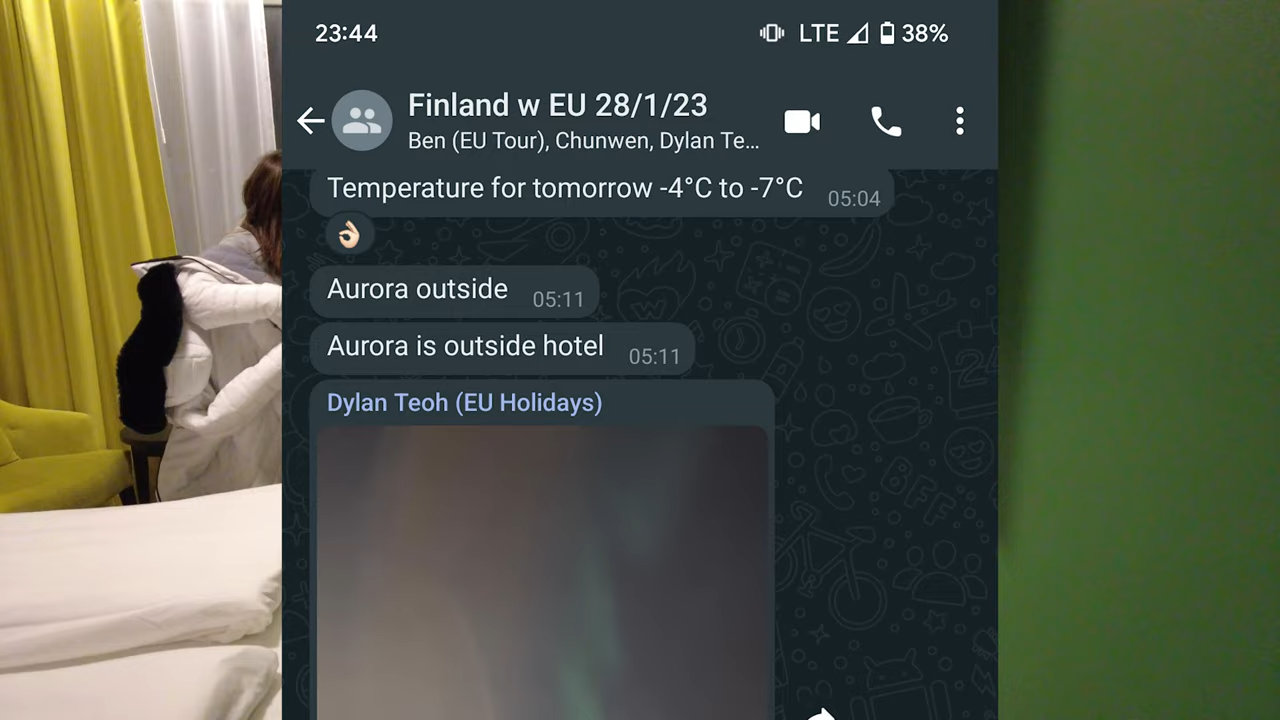 23:44 LTE 38%
Finland w EU 28/1/23
Ben (EU Tour), Chunwen, Dylan Te...
Temperature for tomorrow -4°C to -7°C 05:04
Aurora outside 05:11
Aurora is outside hotel 05:11
Dylan Teoh (EU Holidays)